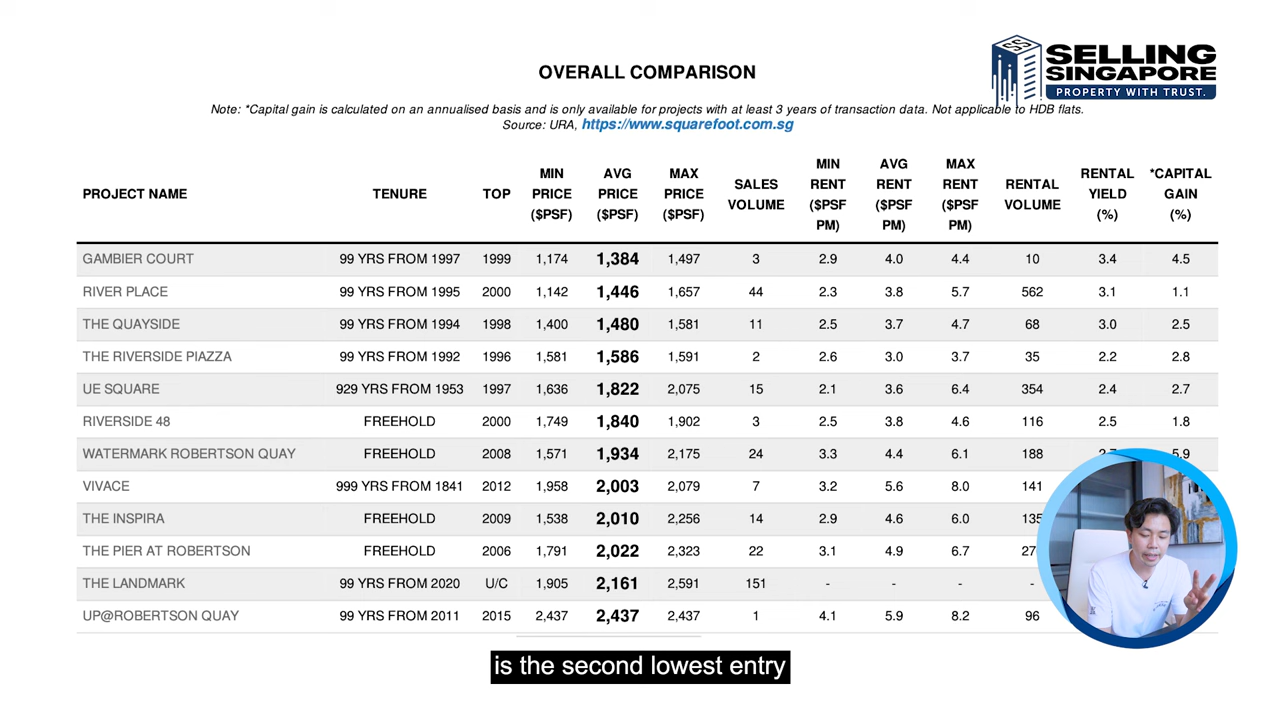 SELLING
SINGAPORE
PROPERTY WITH TRUST.
OVERALL COMPARISON
Note: *Capital gain is calculated on an annualised basis and is only available for projects with at least 3 years of transaction data. Not applicable to HDB flats.
Source: URA, https://www.squarefoot.com.sg
PROJECT NAME TENURE TOP MIN PRICE ($PSF) AVG PRICE ($PSF) MAX PRICE ($PSF) SALES VOLUME MIN RENT ($PSF PM) AVG RENT ($PSF PM) MAX RENT ($PSF PM) RENTAL VOLUME RENTAL YIELD (%) *CAPITAL GAIN (%)
GAMBIER COURT 99 YRS FROM 1997 1999 1,174 1,384 1,497 3 2.9 4.0 4.4 10 3.4 4.5
RIVER PLACE 99 YRS FROM 1995 2000 1,142 1,446 1,657 44 2.3 3.8 5.7 562 3.1 1.1
THE QUAYSIDE 99 YRS FROM 1994 1998 1,400 1,480 1,581 11 2.5 3.7 4.7 68 3.0 2.5
THE RIVERSIDE PIAZZA 99 YRS FROM 1992 1996 1,581 1,586 1,591 2 2.6 3.0 3.7 35 2.2 2.8
UE SQUARE 929 YRS FROM 1953 1997 1,636 1,822 2,075 15 2.1 3.6 6.4 354 2.4 2.7
RIVERSIDE 48 FREEHOLD 2000 1,749 1,840 1,902 3 2.5 3.8 4.6 116 2.5 1.8
WATERMARK ROBERTSON QUAY FREEHOLD 2008 1,571 1,934 2,175 24 3.3 4.4 6.1 188 5.9
VIVACE 999 YRS FROM 1841 2012 1,958 2,003 2,079 7 3.2 5.6 8.0 141
THE INSPIRA FREEHOLD 2009 1,538 2,010 2,256 14 2.9 4.6 6.0 135
THE PIER AT ROBERTSON FREEHOLD 2006 1,791 2,022 2,323 22 3.1 4.9 6.7
THE LANDMARK 99 YRS FROM 2020 U/C 1,905 2,161 2,591 151 - - - -
UP@ROBERTSON QUAY 99 YRS FROM 2011 2015 2,437 2,437 2,437 1 4.1 5.9 8.2 96
is the second lowest entry